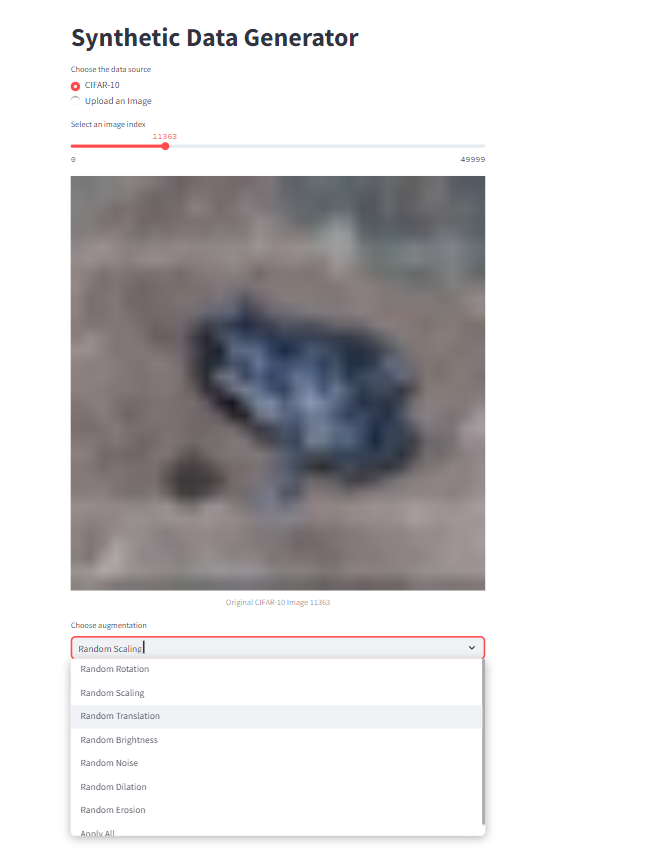 Synthetic Data Generator
Choose the data source
CIFAR-10
Upload an Image
Select an image index
11363
0 49999
Original CIFAR-10 Image 11363
Choose augmentation
Random Scaling
Random Rotation
Random Scaling
Random Translation
Random Brightness
Random Noise
Random Dilation
Random Erosion
Apply All